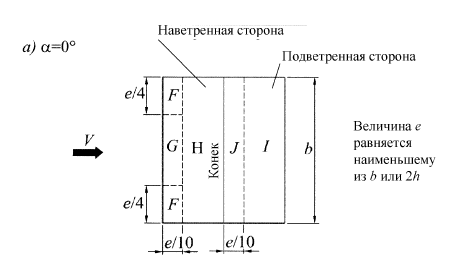 Наветренная сторона
а) α=0°
Подветренная сторона
e/4
F
V
G
H
Конек
J
I
b
Величина e
равняется
наименьшему
из b или 2h
e/4
F
e/10
e/10